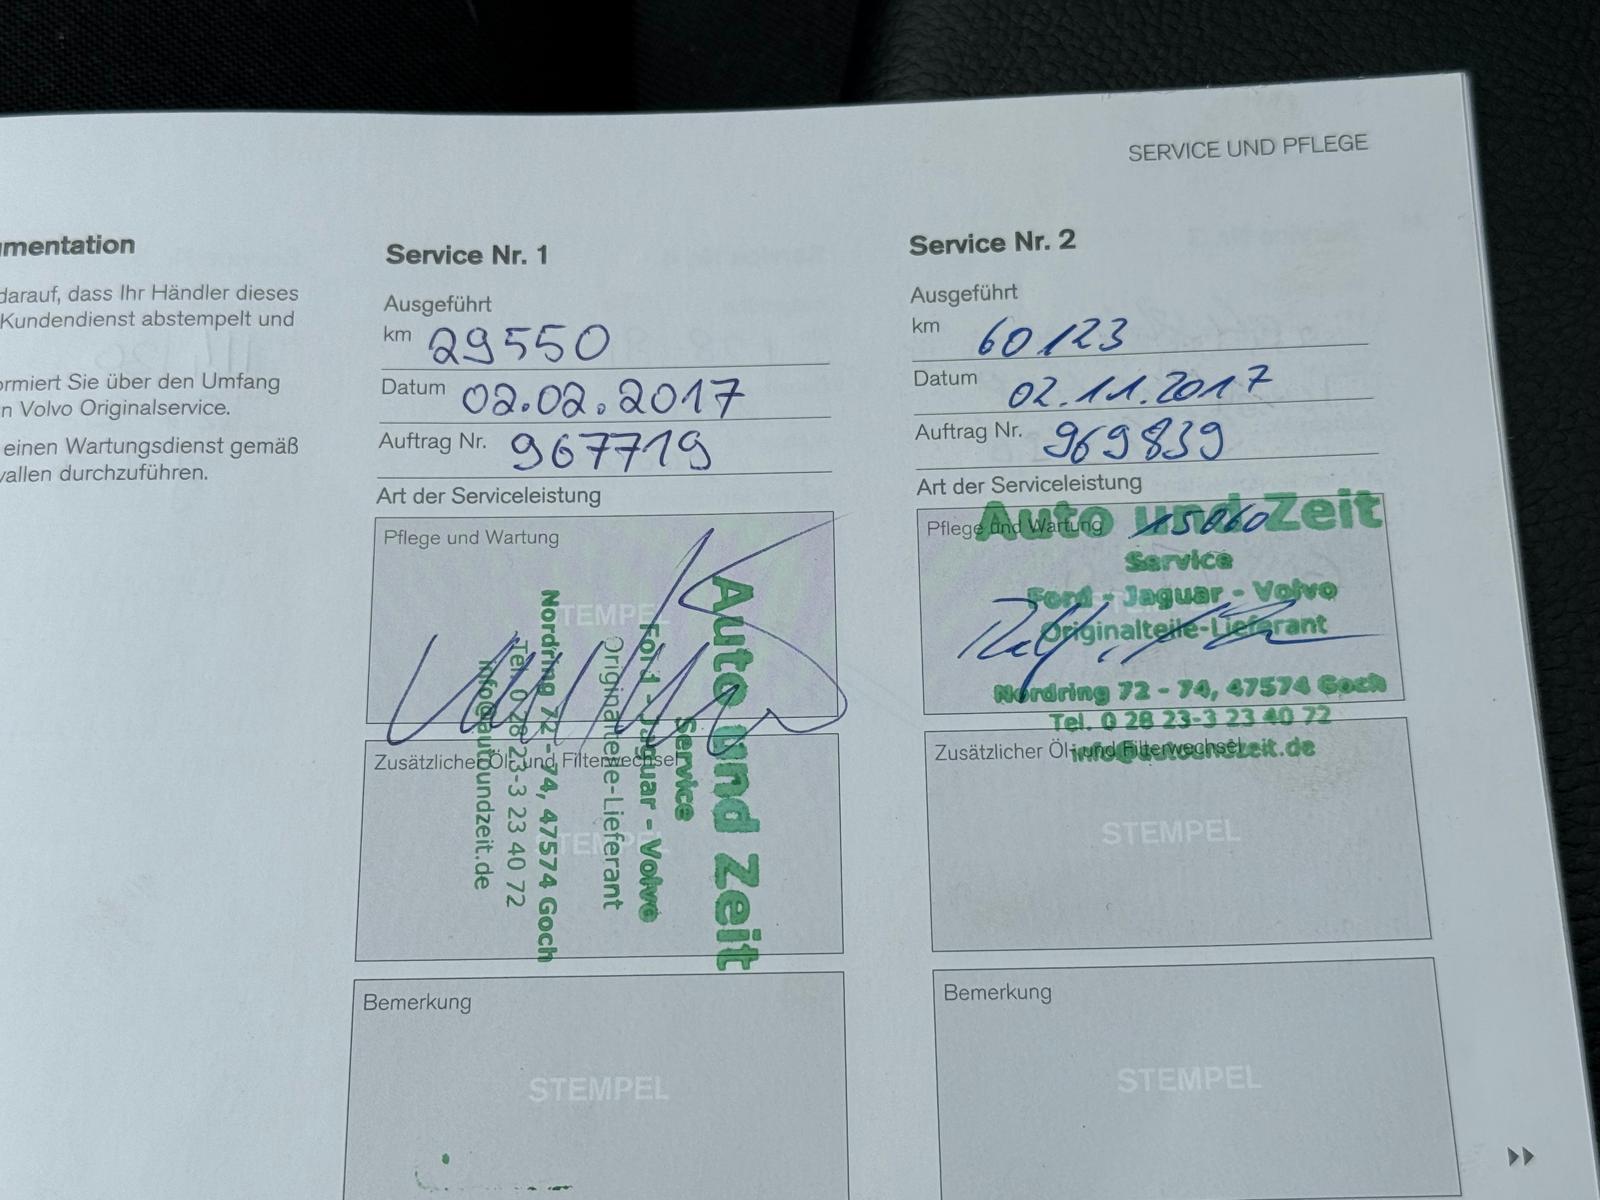 SERVICE UND PFLEGE
mentation
darauf, dass Ihr Händler dieses
Kundendienst abstempelt und
ormiert Sie über den Umfang
n Volvo Originalservice.
einen Wartungsdienst gemäß
vallen durchzuführen.
Service Nr. 1
Ausgeführt
km 29550
Datum 02.02.2017
Auftrag Nr. 967719
Art der Serviceleistung
Pflege und Wartung
STEMPEL
Zusätzlicher Öl- und Filterwechsel
STEMPEL
Auto und Zeit
Service
Ford - Jaguar - Volvo
Originalteile-Lieferant
Nordring 72 - 74, 47574 Goch
Tel. 0 28 23-3 23 40 72
info@autoundzeit.de
Bemerkung
STEMPEL
Service Nr. 2
Ausgeführt
km 60123
Datum 02.11.2017
Auftrag Nr. 969839
Art der Serviceleistung
Pflege und Wartung
Auto und Zeit
Service
Ford - Jaguar - Volvo
Originalteile-Lieferant
Nordring 72 - 74, 47574 Goch
Tel. 0 28 23-3 23 40 72
info@autoundzeit.de
Zusätzlicher Öl- und Filterwechsel
STEMPEL
Bemerkung
STEMPEL